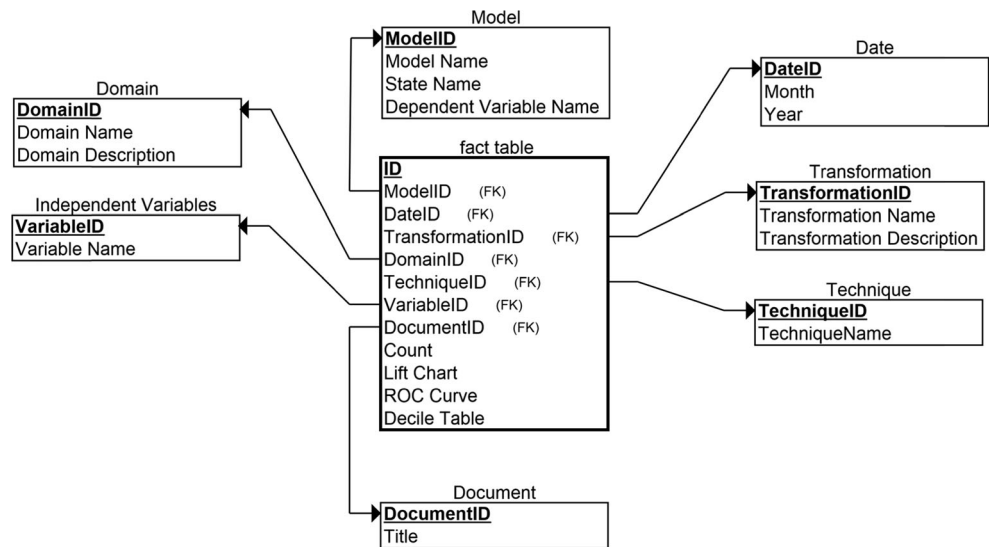 Model
ModelID
Model Name
State Name
Dependent Variable Name
Date
DateID
Month
Year
Domain
DomainID
Domain Name
Domain Description
fact table
ID
ModelID (FK)
DateID (FK)
TransformationID (FK)
DomainID (FK)
TechniqueID (FK)
VariableID (FK)
DocumentID (FK)
Count
Lift Chart
ROC Curve
Decile Table
Transformation
TransformationID
Transformation Name
Transformation Description
Independent Variables
VariableID
Variable Name
Technique
TechniqueID
TechniqueName
Document
DocumentID
Title